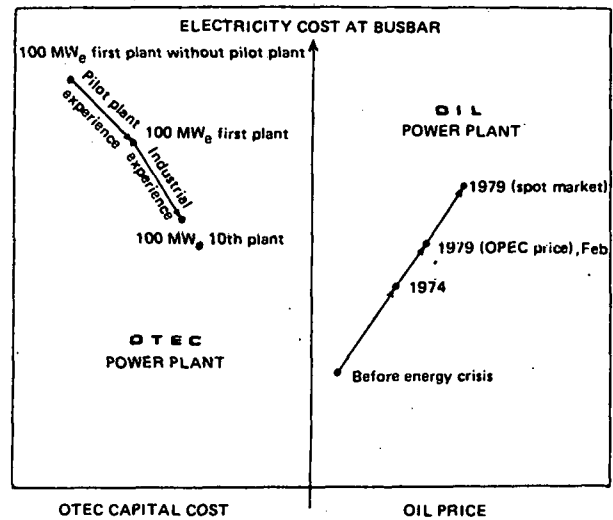 ELECTRICITY COST AT BUSBAR
100 MWe first plant without pilot plant
Pilot plant
experience
100 MWe first plant
Industrial
experience
100 MWe 10th plant
OTEC
POWER PLANT
OIL
POWER PLANT
1979 (spot market)
1979 (OPEC price), Feb
1974
Before energy crisis
OTEC CAPITAL COST
OIL PRICE